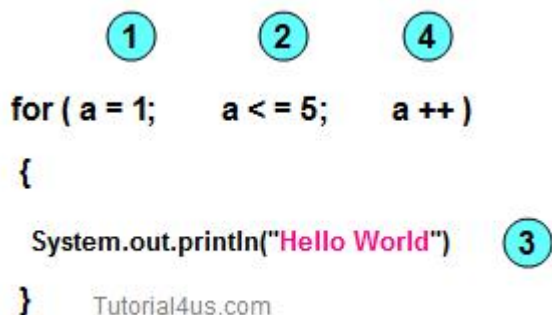 1 2 4
for ( a = 1; a < = 5; a ++ )
{
System.out.println("Hello World") 3
} Tutorial4us.com